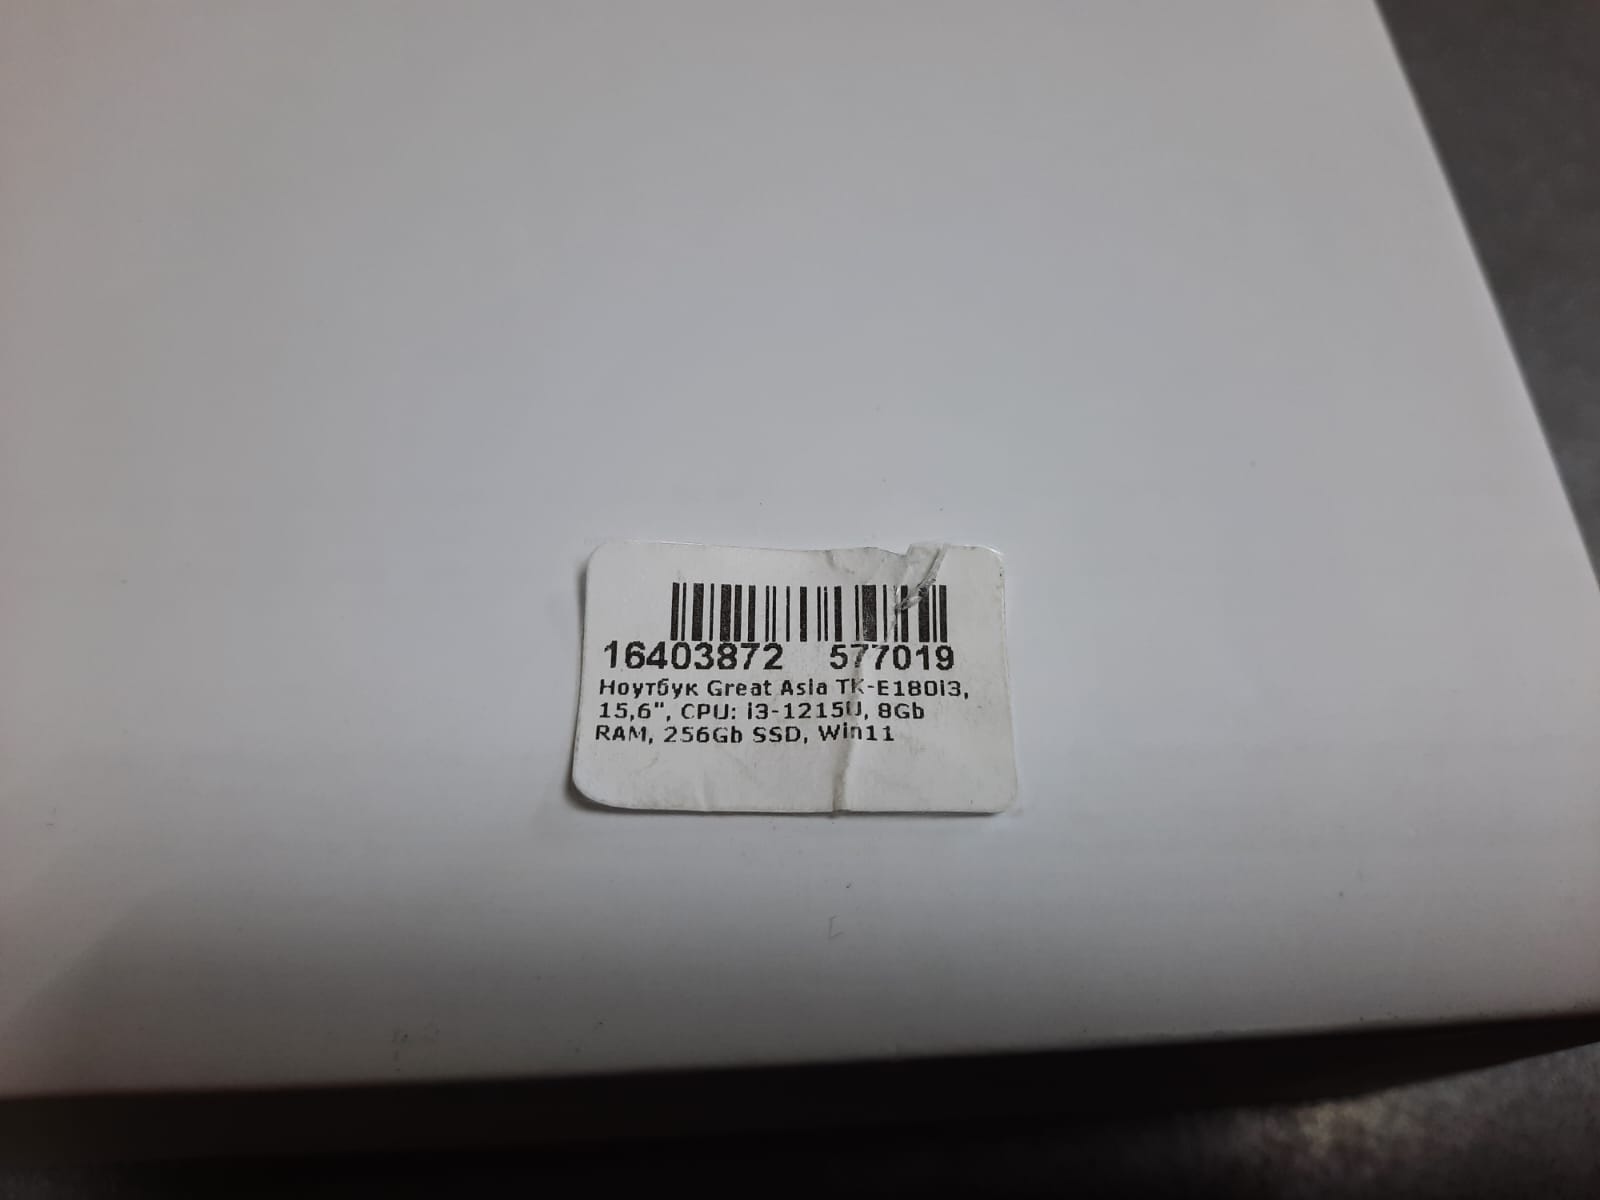 16403872 577019
Ноутбук Great Asia TK-E180i3,
15,6", CPU: i3-1215U, 8Gb
RAM, 256Gb SSD, Win11